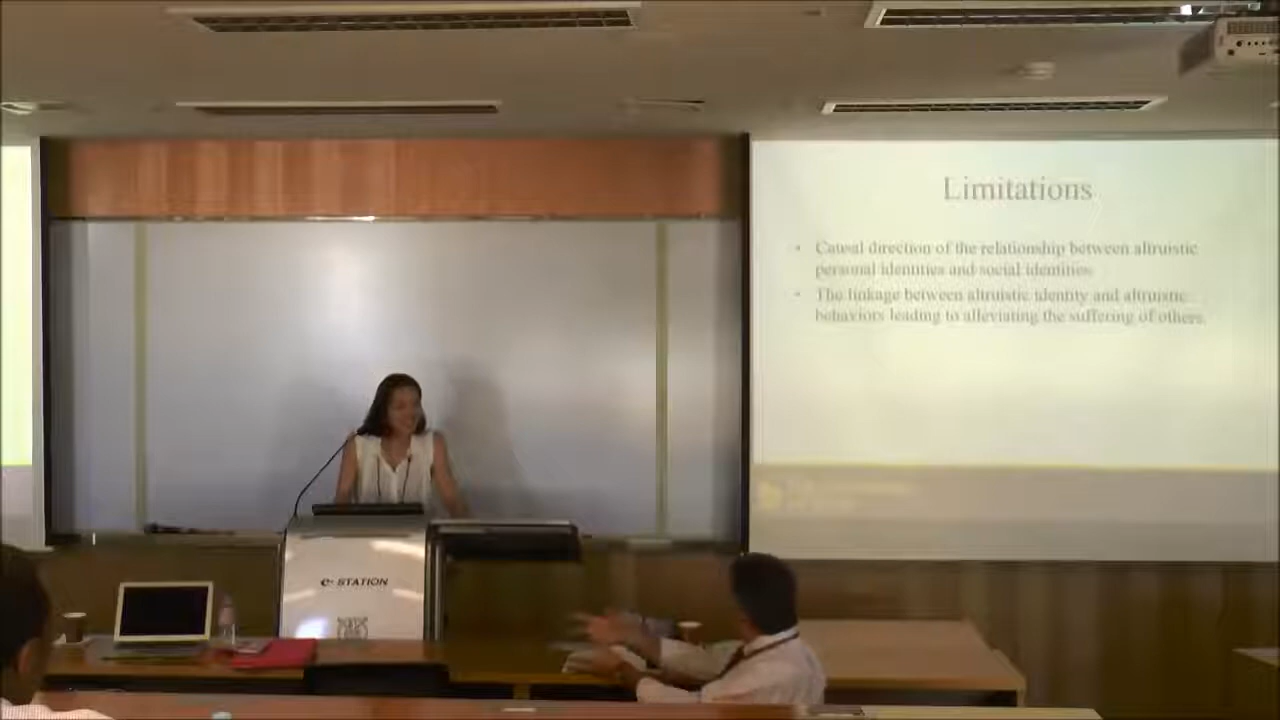 Limitations
• Causal direction of the relationship between altruistic
personal identities and social identities.
• The linkage between altruistic identity and altruistic
behaviors leading to alleviating the suffering of others.
e-STATION